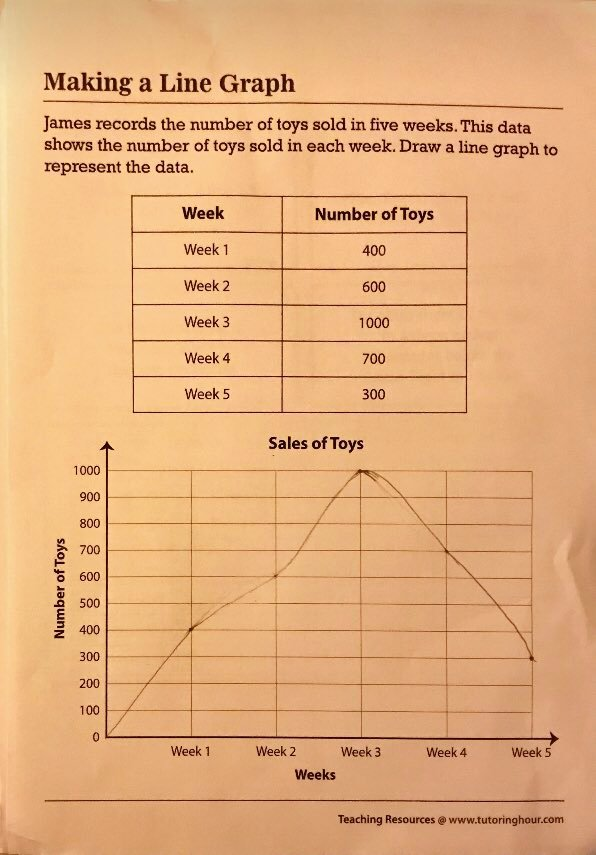 Making a Line Graph
James records the number of toys sold in five weeks. This data
shows the number of toys sold in each week. Draw a line graph to
represent the data.
Week Number of Toys
Week 1 400
Week 2 600
Week 3 1000
Week 4 700
Week 5 300
Sales of Toys
1000
900
800
700
600
500
400
300
200
100
0
Number of Toys
Week 1 Week 2 Week 3 Week 4 Week 5
Weeks
Teaching Resources @ www.tutoringhour.com